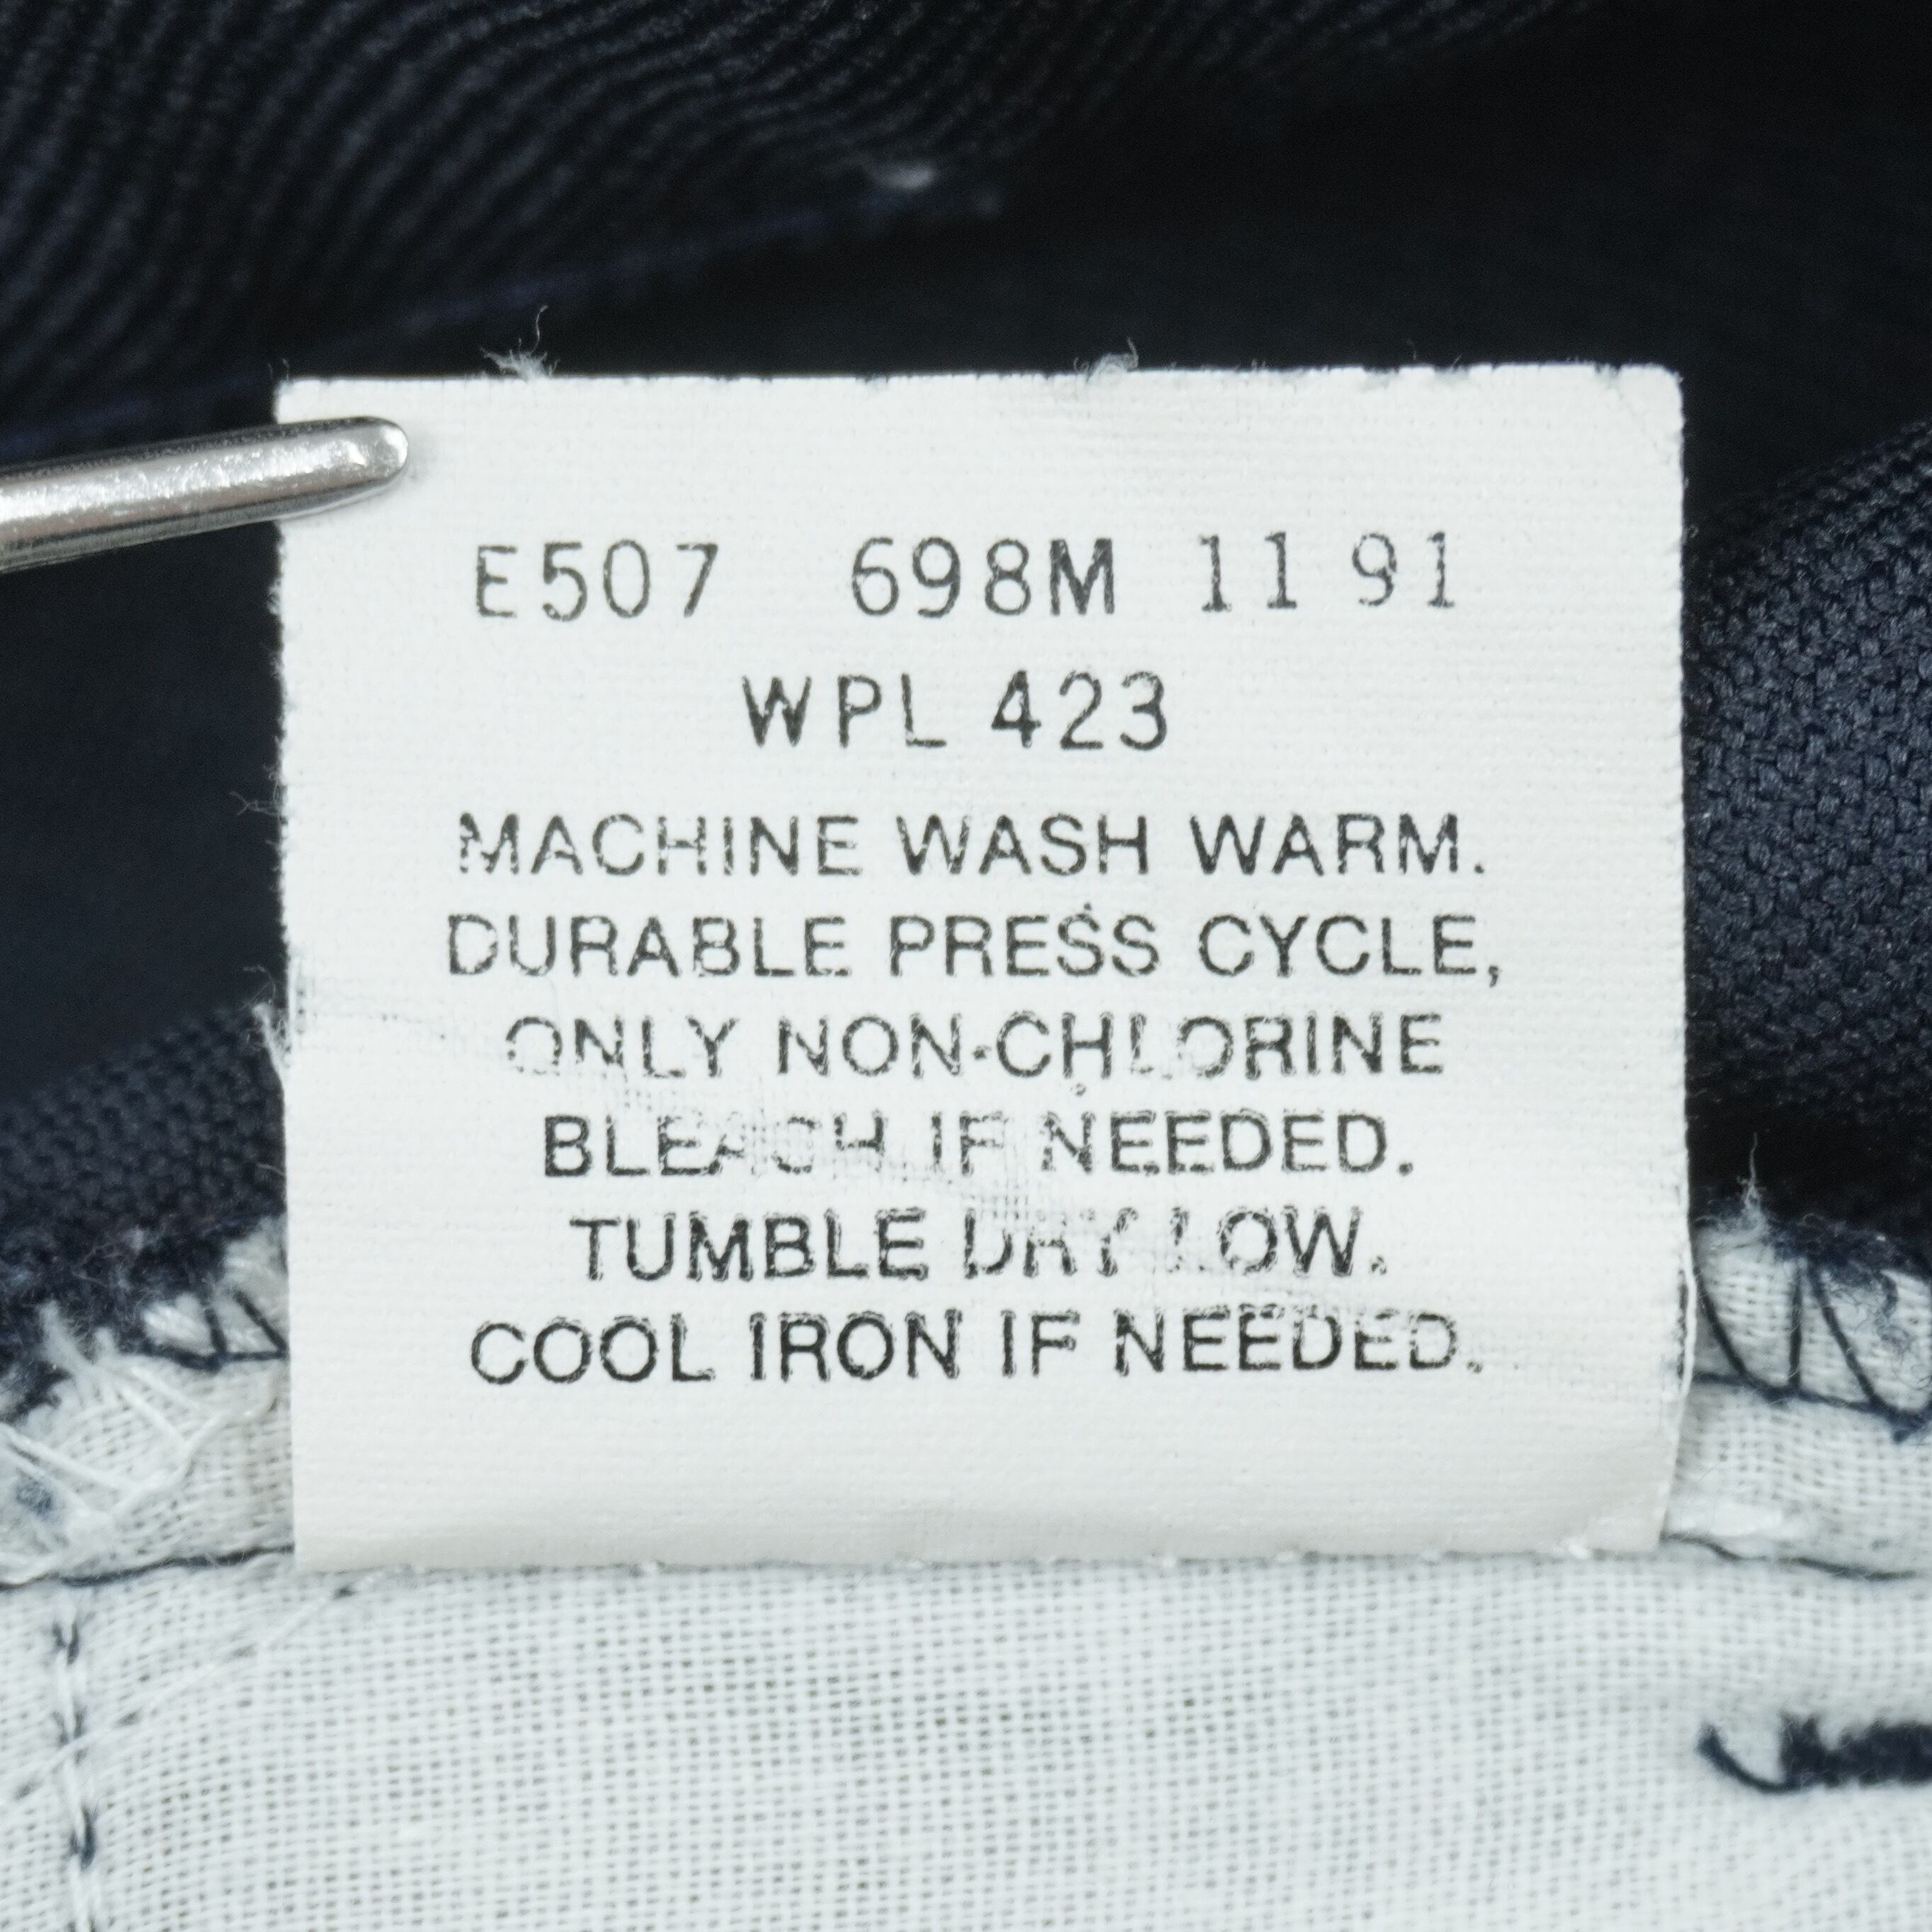 E507 698M 11 91
WPL 423
MACHINE WASH WARM.
DURABLE PRESS CYCLE,
ONLY NON-CHLORINE
BLEACH IF NEEDED.
TUMBLE DRY LOW.
COOL IRON IF NEEDED.